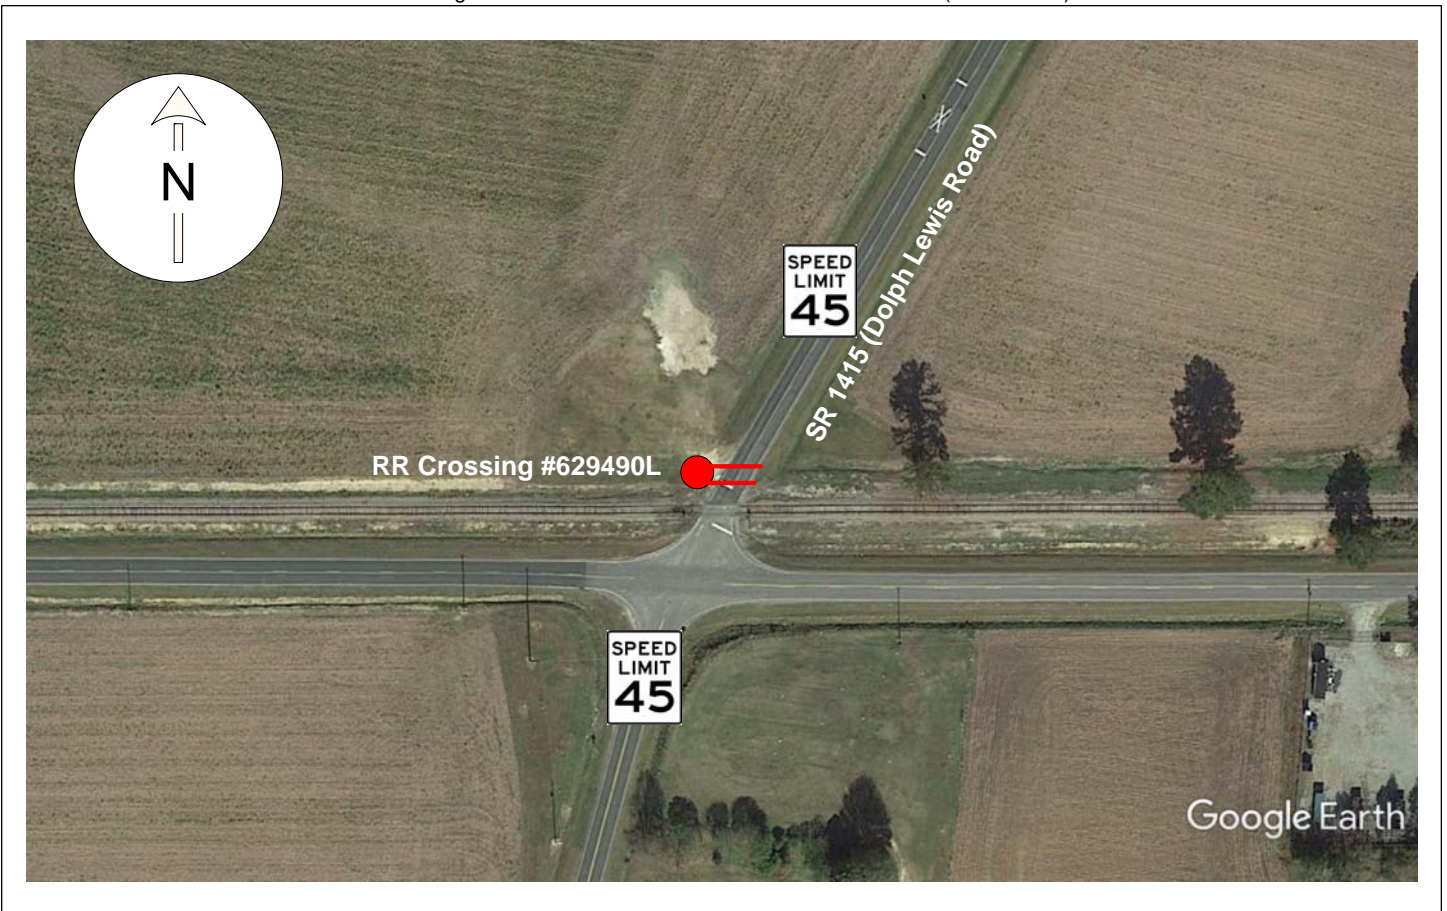 N
SPEED
LIMIT
45
SR 1415 (Dolph Lewis Road)
RR Crossing #629490L
SPEED
LIMIT
45
Google Earth